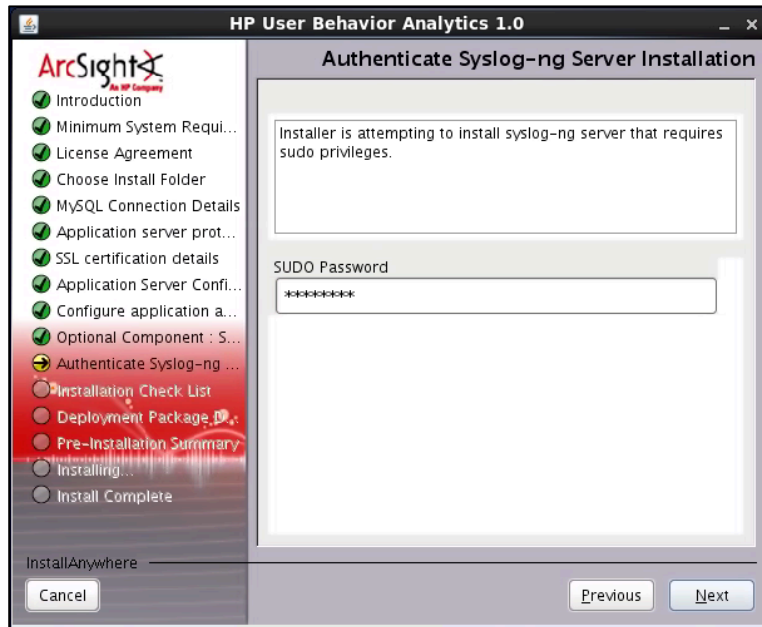 HP User Behavior Analytics 1.0
ArcSight
An HP Company
Authenticate Syslog-ng Server Installation
Introduction
Minimum System Requi...
License Agreement
Choose Install Folder
MySQL Connection Details
Application server prot...
SSL certification details
Application Server Confi...
Configure application a...
Optional Component : S...
Authenticate Syslog-ng ...
Installation Check List
Deployment Package
Pre-Installation Summary
Installing...
Install Complete
Installer is attempting to install syslog-ng server that requires
sudo privileges.
SUDO Password
********
InstallAnywhere
Cancel
Previous
Next